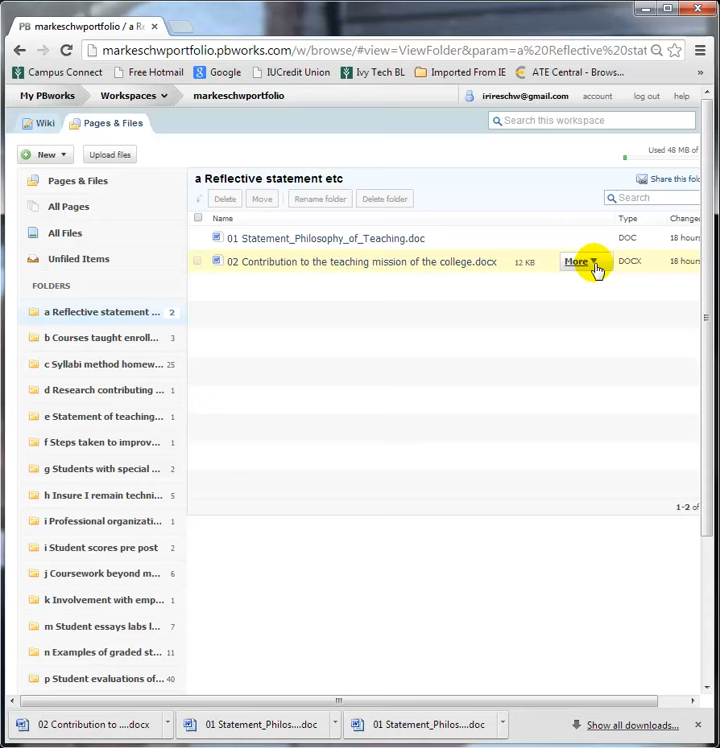 PB markeschwportfolio / a Re
markeschwportfolio.pbworks.com/w/browse/#view=ViewFolder&param=a%20Reflective%20stat
Campus Connect Free Hotmail Google IUCredit Union Ivy Tech BL Imported From IE ATE Central - Brows... »
My PBworks Workspaces markeschwportfolio irireschw@gmail.com account log out help
Wiki Pages & Files Search this workspace
New Upload files Used 48 MB of
Pages & Files
All Pages
All Files
Unfiled Items
FOLDERS
a Reflective statement ... 2
b Courses taught enroll... 3
c Syllabi method homew... 25
d Research contributing ... 1
e Statement of teaching... 1
f Steps taken to improv... 1
g Students with special ... 2
h Insure I remain techni... 5
i Professional organizati... 1
i Student scores pre post 2
j Coursework beyond m... 6
k Involvement with emp... 1
m Student essays labs l... 7
n Examples of graded st... 11
p Student evaluations of... 40
a Reflective statement etc Share this fold
Delete Move Rename folder Delete folder Search
Name Type Changed
01 Statement_Philosophy_of_Teaching.doc DOC 18 hours
02 Contribution to the teaching mission of the college.docx 12 KB More DOCX 18 hours
1-2 of
02 Contribution to ....docx 01 Statement_Philos....doc 01 Statement_Philos....doc Show all downloads...